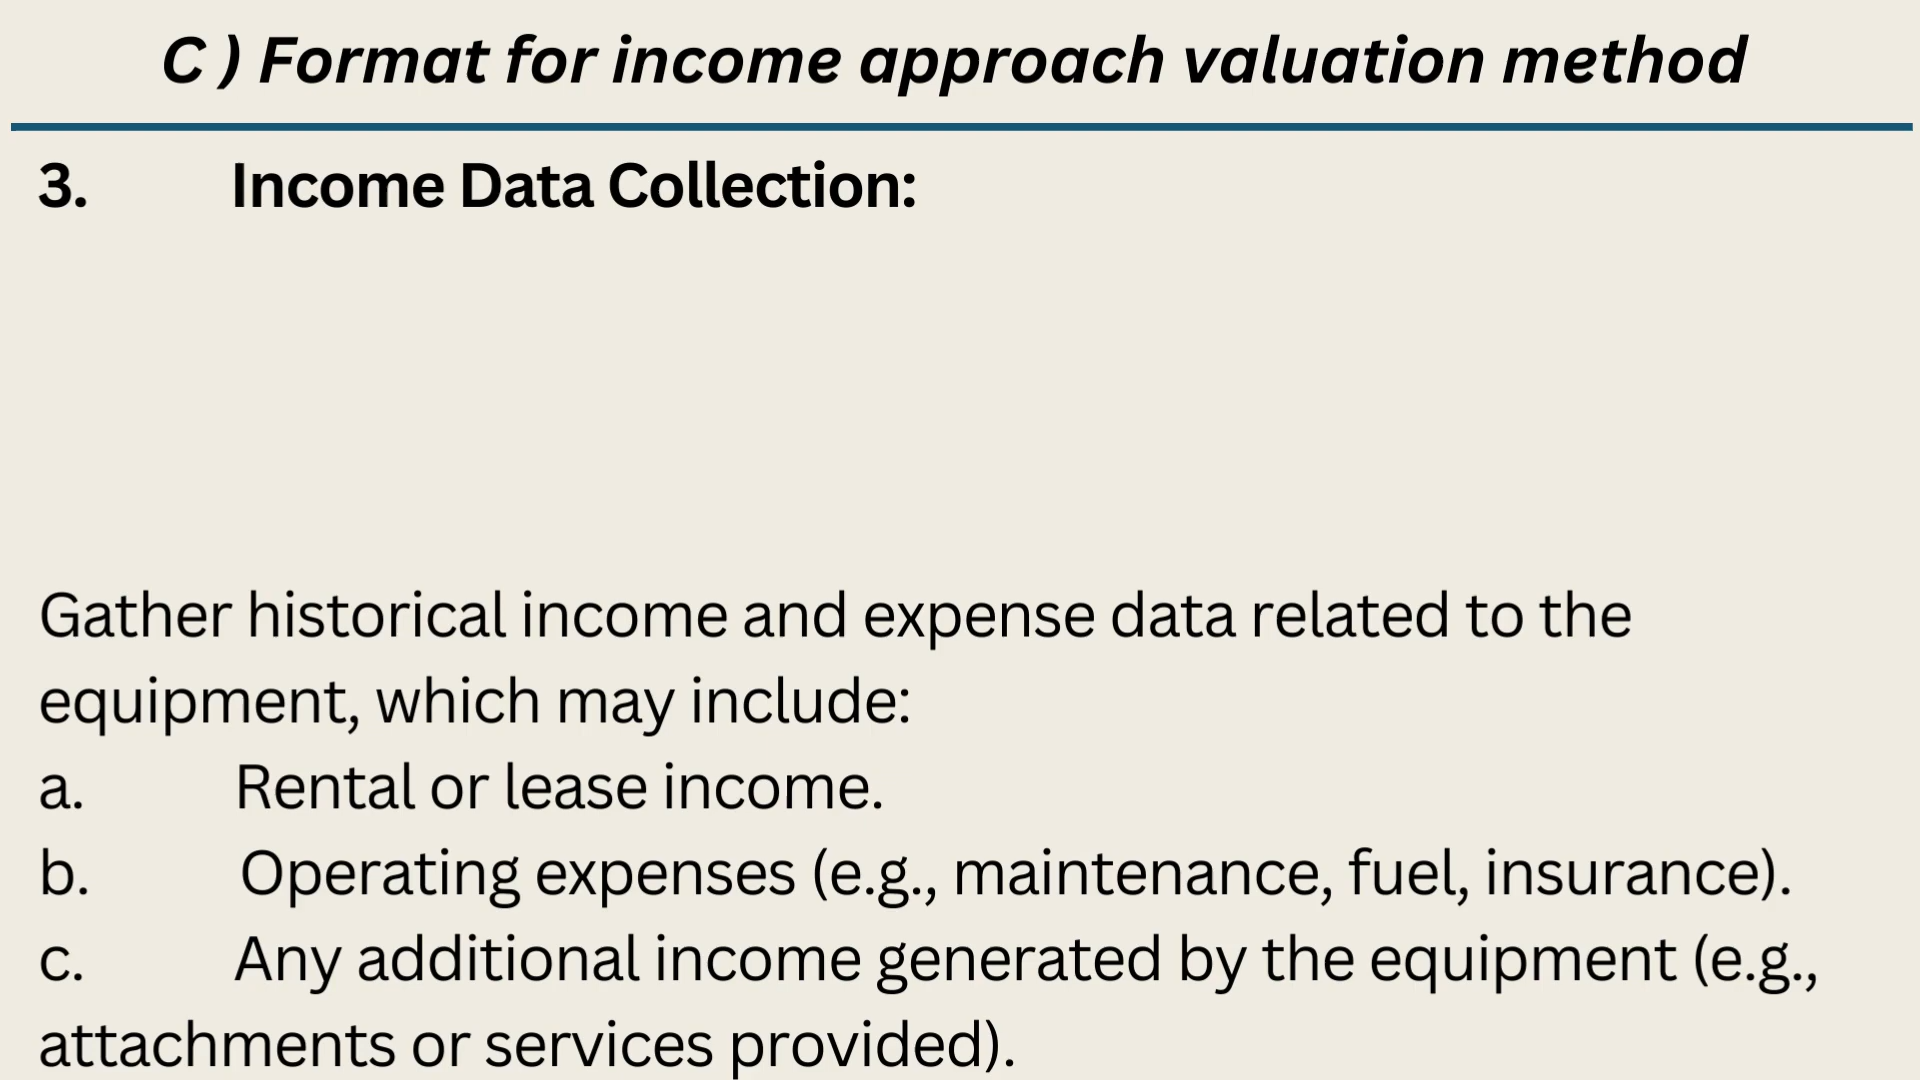 C ) Format for income approach valuation method
3. Income Data Collection:
Gather historical income and expense data related to the
equipment, which may include:
a. Rental or lease income.
b. Operating expenses (e.g., maintenance, fuel, insurance).
c. Any additional income generated by the equipment (e.g.,
attachments or services provided).